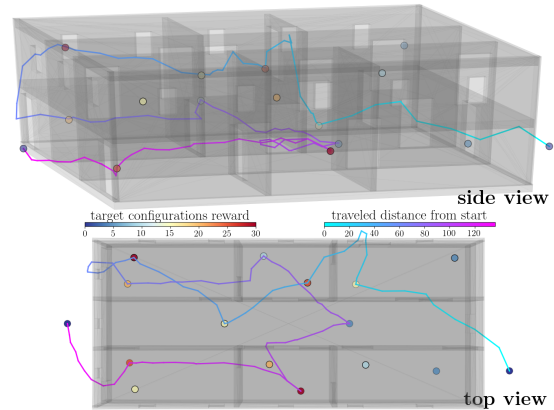 side view
target configurations reward
traveled distance from start
0 5 10 15 20 25 30
0 20 40 60 80 100 120
top view